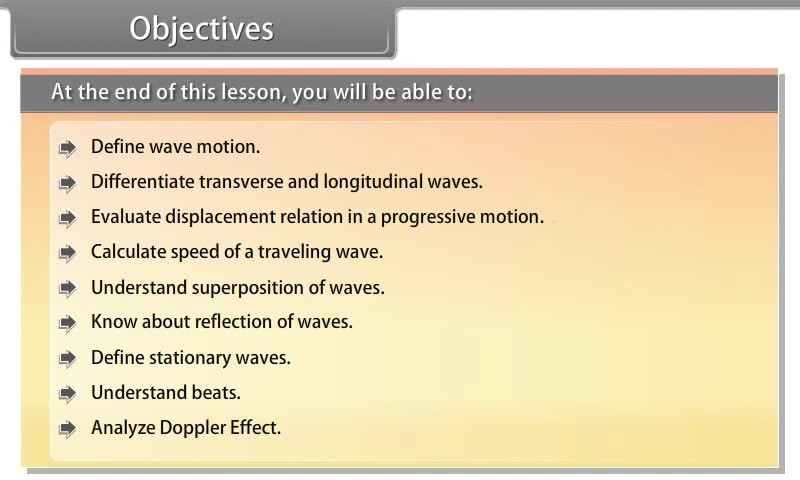 Objectives
At the end of this lesson, you will be able to:
Define wave motion.
Differentiate transverse and longitudinal waves.
Evaluate displacement relation in a progressive motion.
Calculate speed of a traveling wave.
Understand superposition of waves.
Know about reflection of waves.
Define stationary waves.
Understand beats.
Analyze Doppler Effect.